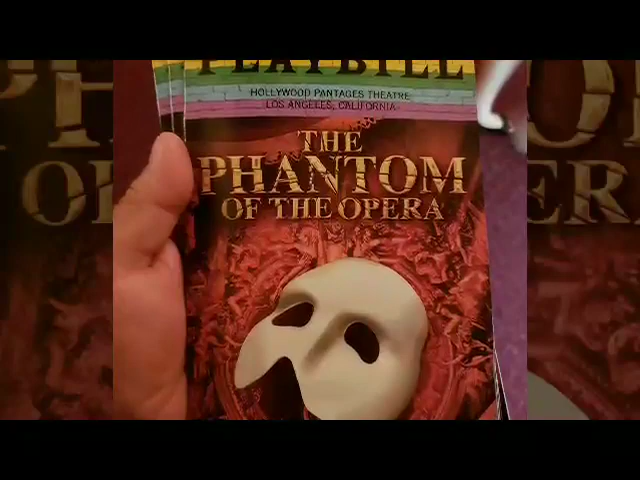 PLAYBILL
HOLLYWOOD PANTAGES THEATRE
LOS ANGELES, CALIFORNIA
THE
PHANTOM
OF THE OPERA